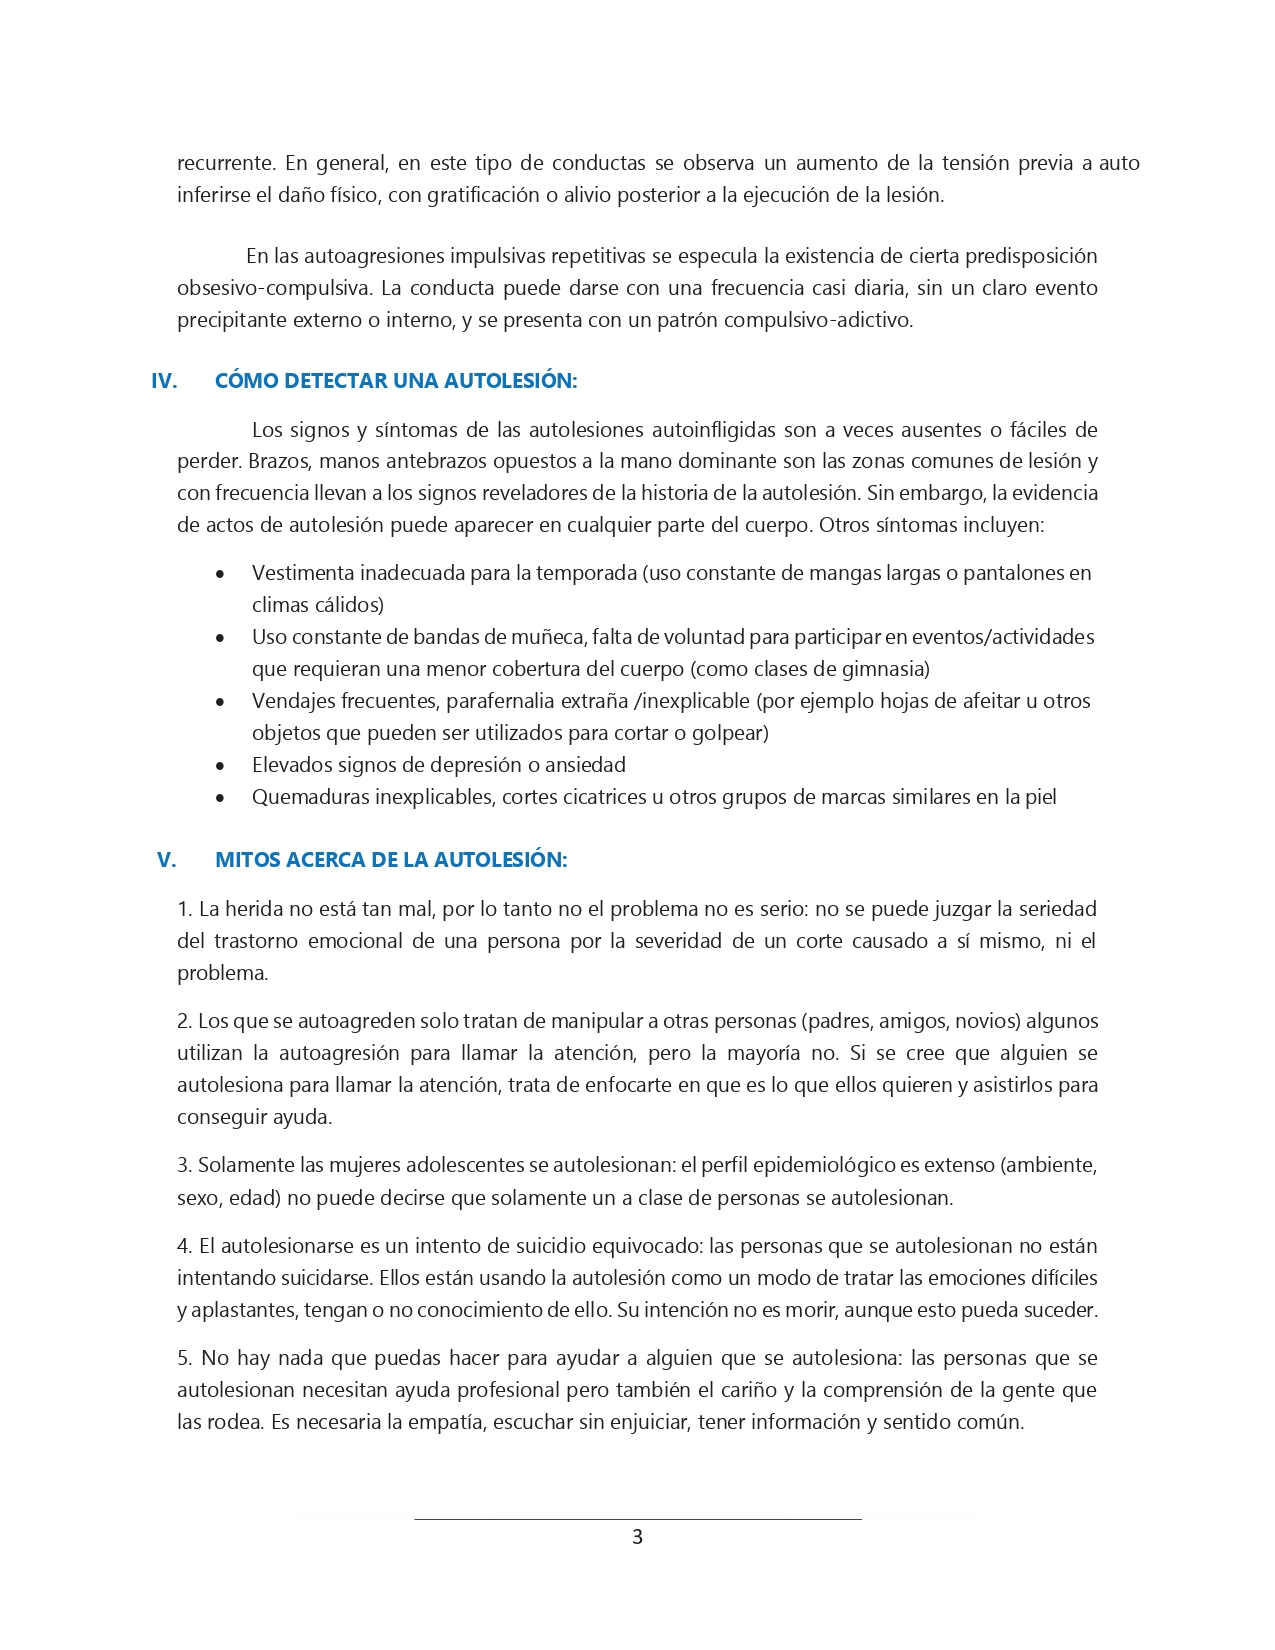 recurrente. En general, en este tipo de conductas se observa un aumento de la tensión previa a auto
inferirse el daño físico, con gratificación o alivio posterior a la ejecución de la lesión.
En las autoagresiones impulsivas repetitivas se especula la existencia de cierta predisposición
obsesivo-compulsiva. La conducta puede darse con una frecuencia casi diaria, sin un claro evento
precipitante externo o interno, y se presenta con un patrón compulsivo-adictivo.
IV. CÓMO DETECTAR UNA AUTOLESIÓN:
Los signos y síntomas de las autolesiones autoinfligidas son a veces ausentes o fáciles de
perder. Brazos, manos antebrazos opuestos a la mano dominante son las zonas comunes de lesión y
con frecuencia llevan a los signos reveladores de la historia de la autolesión. Sin embargo, la evidencia
de actos de autolesión puede aparecer en cualquier parte del cuerpo. Otros síntomas incluyen:
• Vestimenta inadecuada para la temporada (uso constante de mangas largas o pantalones en
climas cálidos)
• Uso constante de bandas de muñeca, falta de voluntad para participar en eventos/actividades
que requieran una menor cobertura del cuerpo (como clases de gimnasia)
• Vendajes frecuentes, parafernalia extraña /inexplicable (por ejemplo hojas de afeitar u otros
objetos que pueden ser utilizados para cortar o golpear)
• Elevados signos de depresión o ansiedad
• Quemaduras inexplicables, cortes cicatrices u otros grupos de marcas similares en la piel
V. MITOS ACERCA DE LA AUTOLESIÓN:
1. La herida no está tan mal, por lo tanto no el problema no es serio: no se puede juzgar la seriedad
del trastorno emocional de una persona por la severidad de un corte causado a sí mismo, ni el
problema.
2. Los que se autoagreden solo tratan de manipular a otras personas (padres, amigos, novios) algunos
utilizan la autoagresión para llamar la atención, pero la mayoría no. Si se cree que alguien se
autolesiona para llamar la atención, trata de enfocarte en que es lo que ellos quieren y asistirlos para
conseguir ayuda.
3. Solamente las mujeres adolescentes se autolesionan: el perfil epidemiológico es extenso (ambiente,
sexo, edad) no puede decirse que solamente un a clase de personas se autolesionan.
4. El autolesionarse es un intento de suicidio equivocado: las personas que se autolesionan no están
intentando suicidarse. Ellos están usando la autolesión como un modo de tratar las emociones difíciles
y aplastantes, tengan o no conocimiento de ello. Su intención no es morir, aunque esto pueda suceder.
5. No hay nada que puedas hacer para ayudar a alguien que se autolesiona: las personas que se
autolesionan necesitan ayuda profesional pero también el cariño y la comprensión de la gente que
las rodea. Es necesaria la empatía, escuchar sin enjuiciar, tener información y sentido común.
3